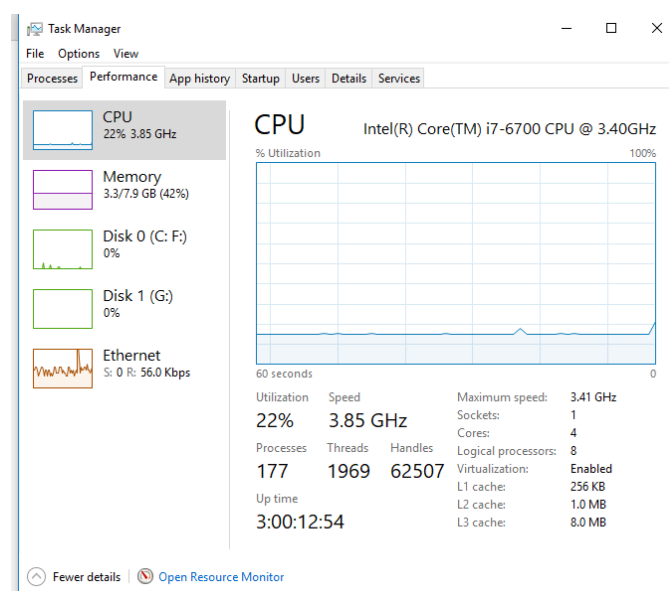 Task Manager
File Options View
Processes Performance App history Startup Users Details Services
CPU
22% 3.85 GHz
Memory
3.3/7.9 GB (42%)
Disk 0 (C: F:)
0%
Disk 1 (G:)
0%
Ethernet
S: 0 R: 56.0 Kbps
CPU Intel(R) Core(TM) i7-6700 CPU @ 3.40GHz
% Utilization 100%
60 seconds 0
Utilization Speed
22% 3.85 GHz
Processes Threads Handles
177 1969 62507
Up time
3:00:12:54
Maximum speed: 3.41 GHz
Sockets: 1
Cores: 4
Logical processors: 8
Virtualization: Enabled
L1 cache: 256 KB
L2 cache: 1.0 MB
L3 cache: 8.0 MB
Fewer details Open Resource Monitor